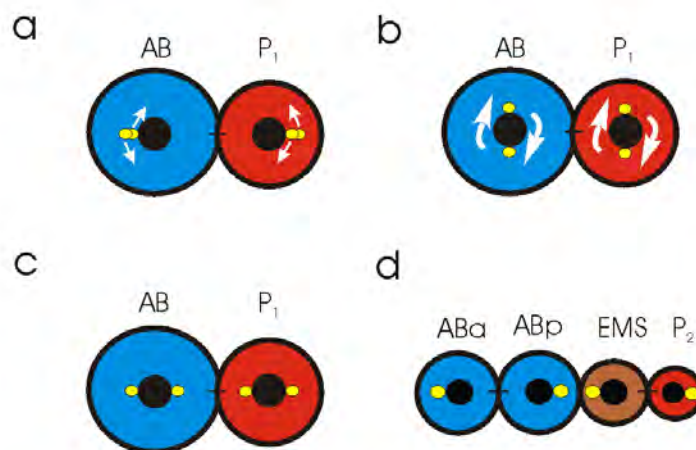 a
AB P₁
b
AB P₁
c
AB P₁
d
ABa ABp EMS P₂